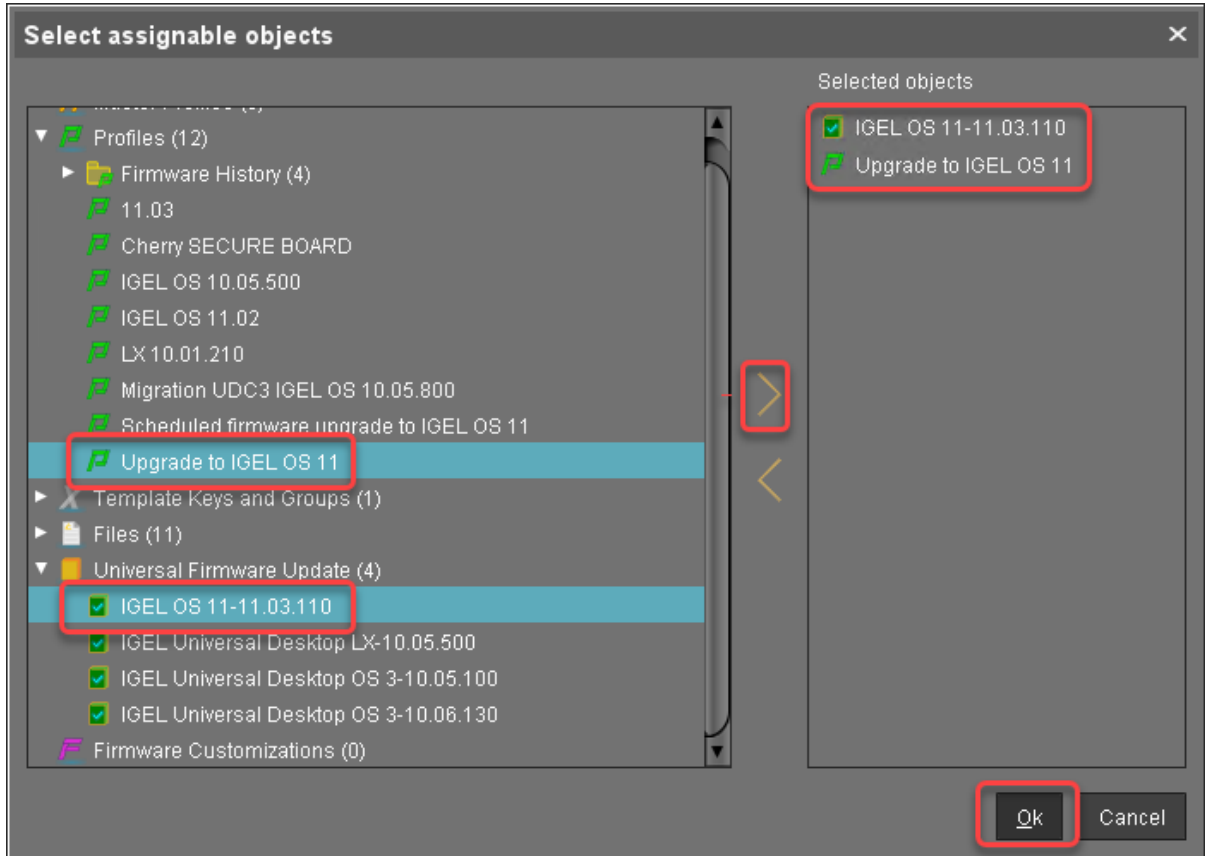 Select assignable objects
Selected objects
Profiles (12)
Firmware History (4)
11.03
Cherry SECURE BOARD
IGEL OS 10.05.500
IGEL OS 11.02
LX 10.01.210
Migration UDC3 IGEL OS 10.05.800
Scheduled firmware upgrade to IGEL OS 11
Upgrade to IGEL OS 11
Template Keys and Groups (1)
Files (11)
Universal Firmware Update (4)
IGEL OS 11-11.03.110
IGEL Universal Desktop LX-10.05.500
IGEL Universal Desktop OS 3-10.05.100
IGEL Universal Desktop OS 3-10.06.130
Firmware Customizations (0)
IGEL OS 11-11.03.110
Upgrade to IGEL OS 11
Ok
Cancel